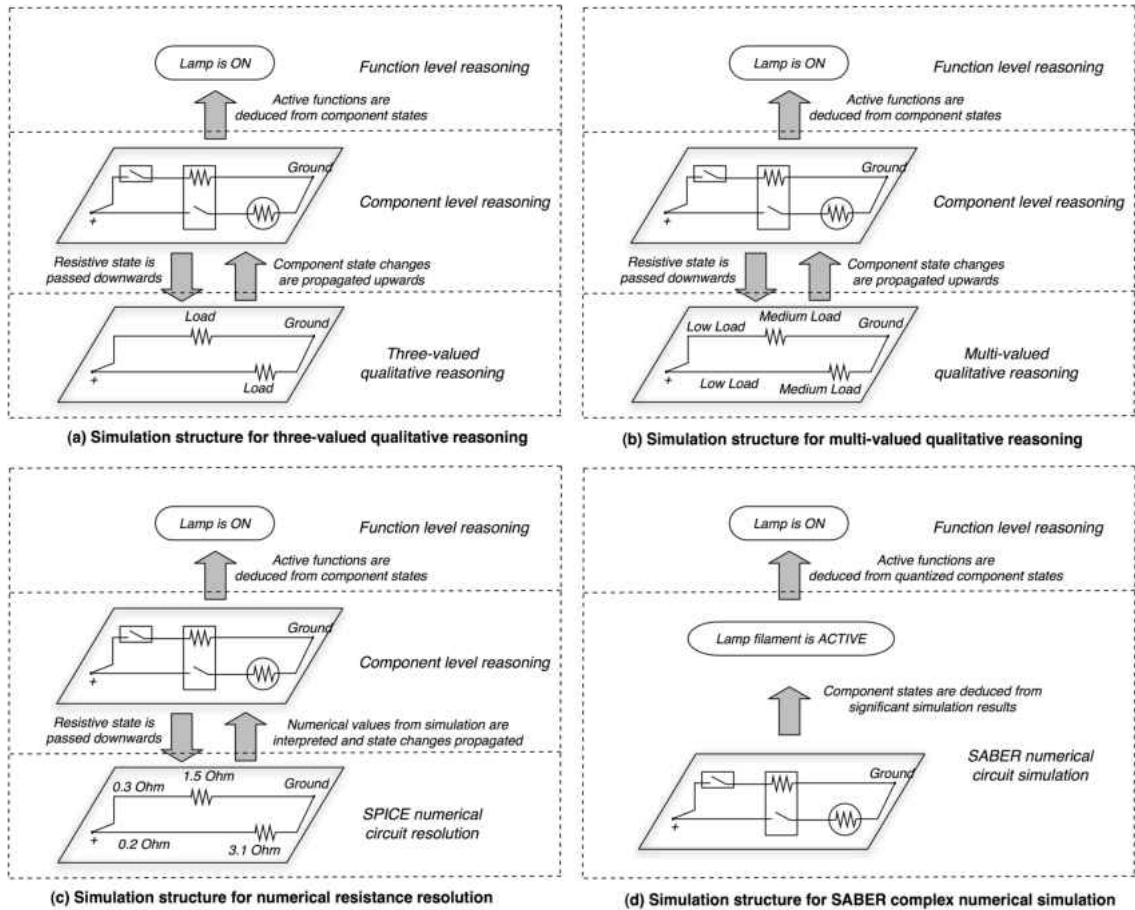 Lamp is ON
Function level reasoning
Active functions are
deduced from component states
Ground
Component level reasoning
+
Resistive state is
passed downwards
Component state changes
are propagated upwards
Load
Ground
Three-valued
qualitative reasoning
+
Load
(a) Simulation structure for three-valued qualitative reasoning
Lamp is ON
Function level reasoning
Active functions are
deduced from component states
Ground
Component level reasoning
+
Resistive state is
passed downwards
Component state changes
are propagated upwards
Medium Load
Low Load
Ground
Multi-valued
qualitative reasoning
+
Low Load
Medium Load
(b) Simulation structure for multi-valued qualitative reasoning
Lamp is ON
Function level reasoning
Active functions are
deduced from component states
Ground
Component level reasoning
+
Resistive state is
passed downwards
Numerical values from simulation are
interpreted and state changes propagated
1.5 Ohm
0.3 Ohm
Ground
SPICE numerical
circuit resolution
+
0.2 Ohm
3.1 Ohm
(c) Simulation structure for numerical resistance resolution
Lamp is ON
Function level reasoning
Active functions are
deduced from quantized component states
Lamp filament is ACTIVE
Component states are deduced from
significant simulation results
SABER numerical
circuit simulation
Ground
+
(d) Simulation structure for SABER complex numerical simulation